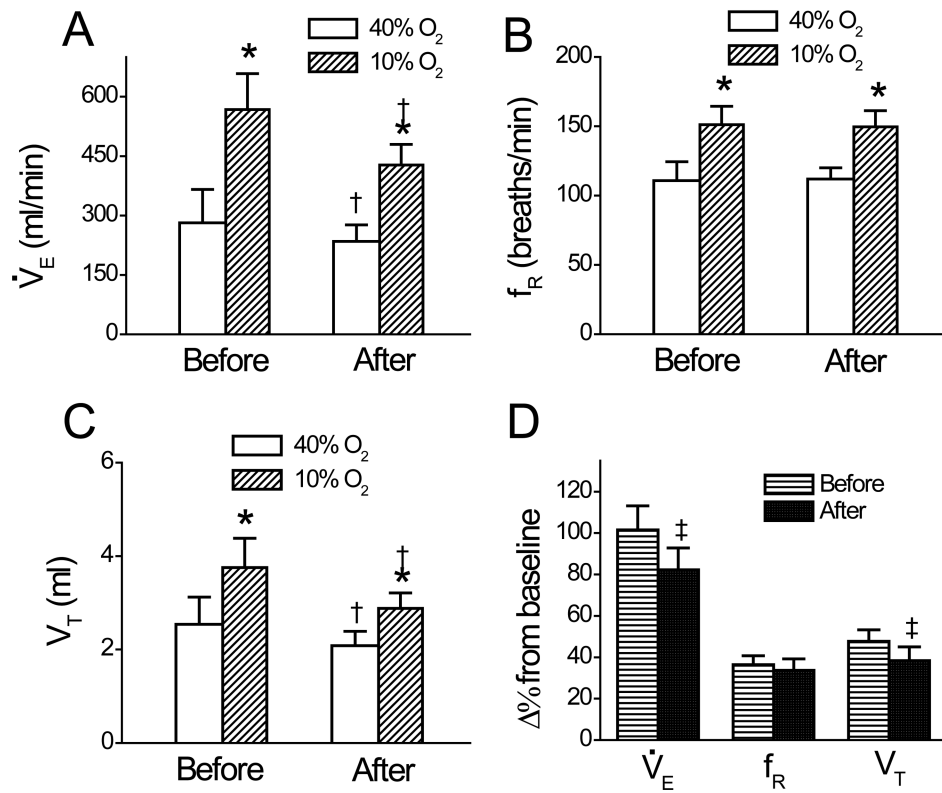 A
40% O2
10% O2
V̇E (ml/min)
600
450
300
150
0
*
†
†
*
Before After
B
40% O2
10% O2
fR (breaths/min)
200
150
100
50
0
*
*
Before After
C
40% O2
10% O2
VT (ml)
6
4
2
0
*
†
†
*
Before After
D
Before
After
Δ% from baseline
120
100
80
60
40
20
0
‡
‡
V̇E fR VT